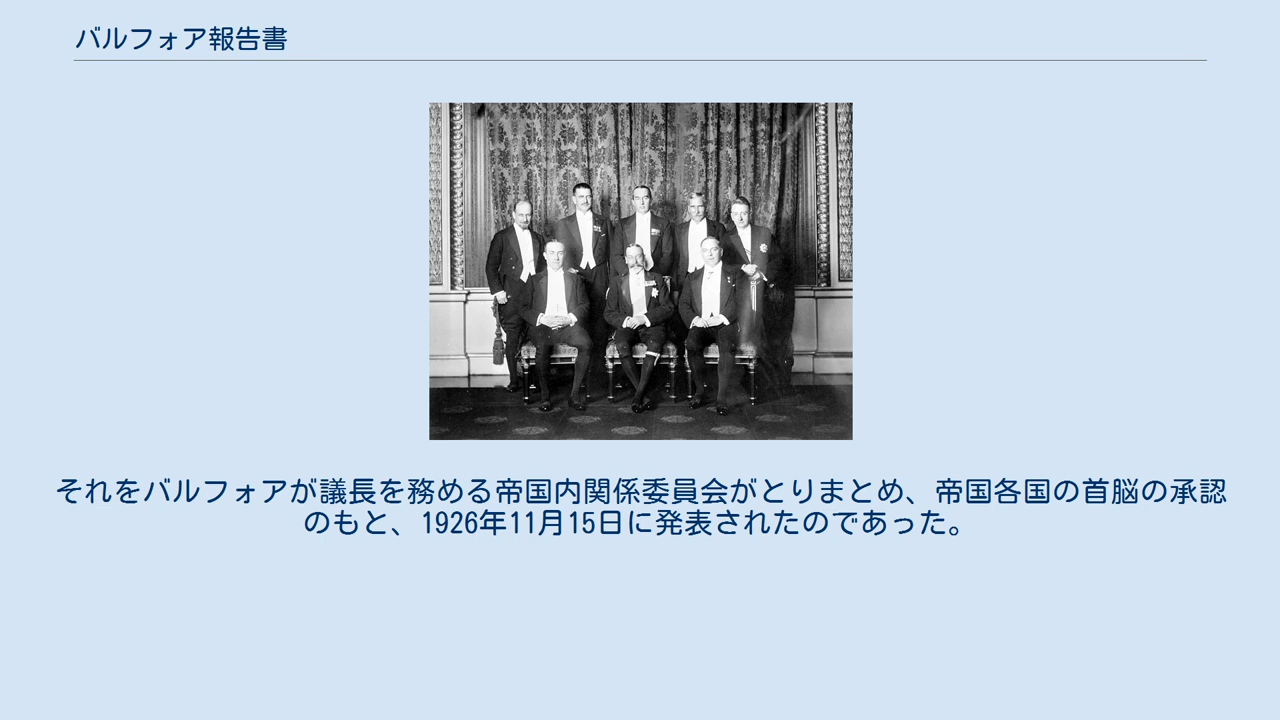 バルフォア報告書
それをバルフォアが議長を務める帝国内関係委員会がとりまとめ、帝国各国の首脳の承認
のもと、1926年11月15日に発表されたのであった。